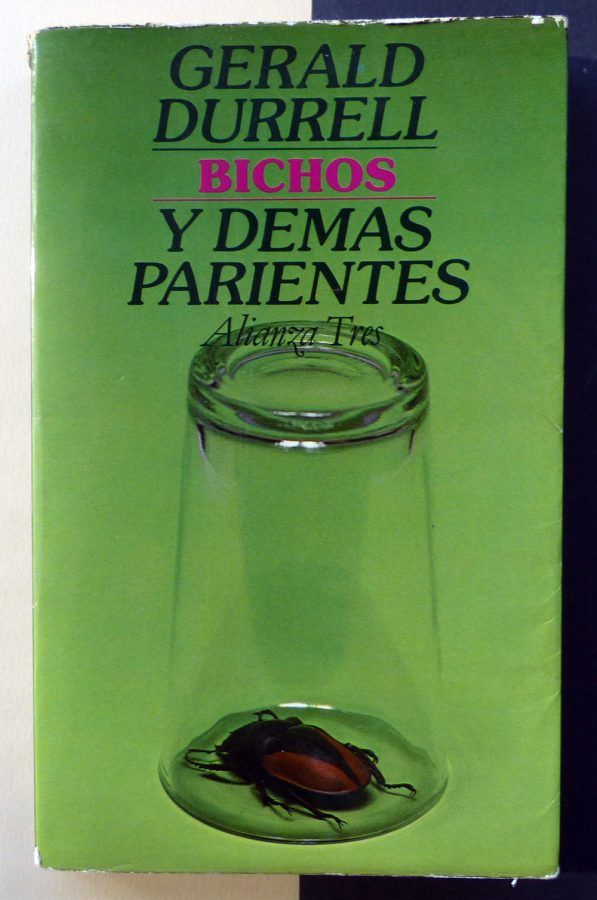 GERALD
DURRELL
BICHOS
Y DEMAS
PARIENTES
Alianza Tres